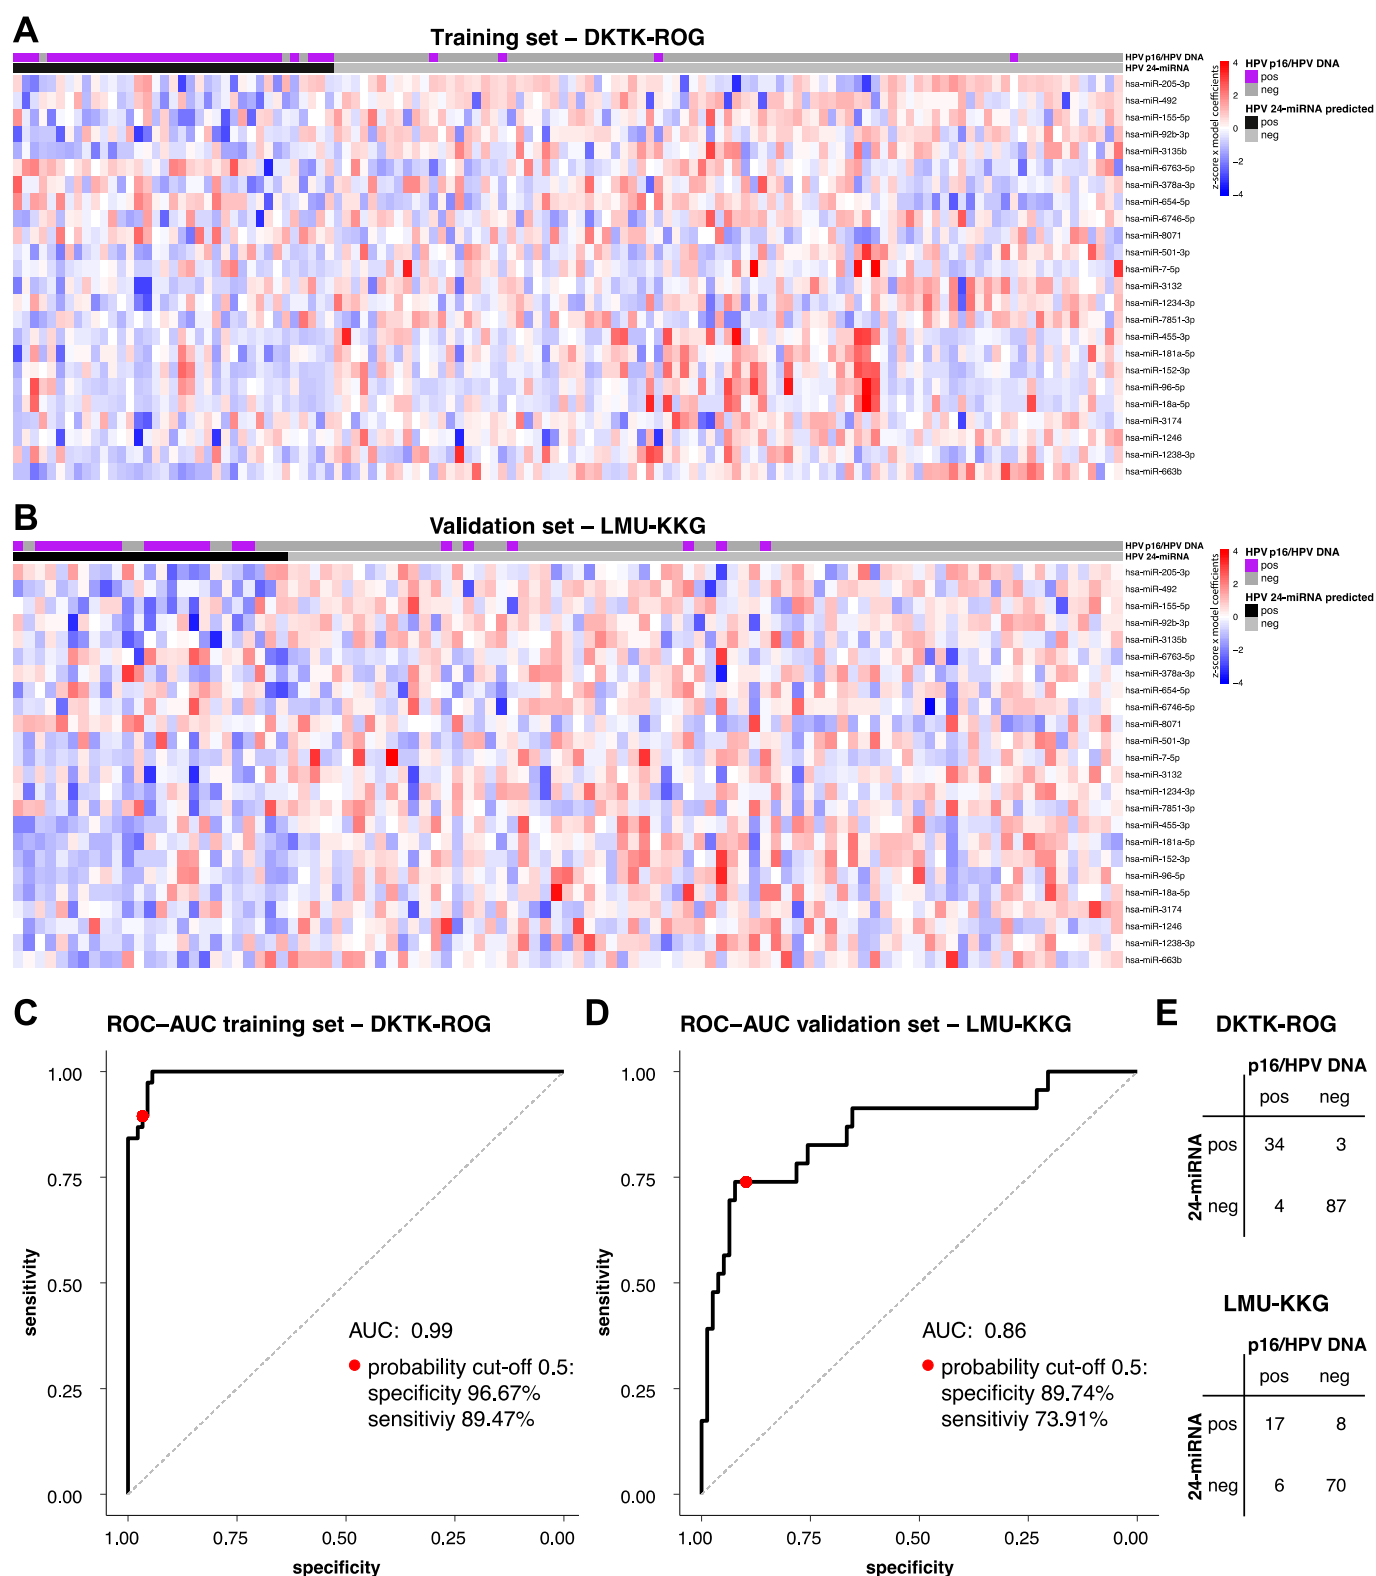 A
Training set – DKTK-ROG
HPV p16/HPV DNA
HPV 24-miRNA
hsa-miR-205-3p
hsa-miR-492
hsa-miR-155-5p
hsa-miR-92b-3p
hsa-miR-3135b
hsa-miR-6763-5p
hsa-miR-378a-3p
hsa-miR-654-5p
hsa-miR-6746-5p
hsa-miR-8071
hsa-miR-501-3p
hsa-miR-7-5p
hsa-miR-3132
hsa-miR-1234-3p
hsa-miR-7851-3p
hsa-miR-455-3p
hsa-miR-181a-5p
hsa-miR-152-3p
hsa-miR-96-5p
hsa-miR-18a-5p
hsa-miR-3174
hsa-miR-1246
hsa-miR-1238-3p
hsa-miR-663b
z-score x model coefficients
4
2
0
−2
−4
HPV p16/HPV DNA
pos
neg
HPV 24-miRNA predicted
pos
neg
B
Validation set – LMU-KKG
HPV p16/HPV DNA
HPV 24-miRNA
hsa-miR-205-3p
hsa-miR-492
hsa-miR-155-5p
hsa-miR-92b-3p
hsa-miR-3135b
hsa-miR-6763-5p
hsa-miR-378a-3p
hsa-miR-654-5p
hsa-miR-6746-5p
hsa-miR-8071
hsa-miR-501-3p
hsa-miR-7-5p
hsa-miR-3132
hsa-miR-1234-3p
hsa-miR-7851-3p
hsa-miR-455-3p
hsa-miR-181a-5p
hsa-miR-152-3p
hsa-miR-96-5p
hsa-miR-18a-5p
hsa-miR-3174
hsa-miR-1246
hsa-miR-1238-3p
hsa-miR-663b
z-score x model coefficients
4
2
0
−2
−4
HPV p16/HPV DNA
pos
neg
HPV 24-miRNA predicted
pos
neg
C
ROC–AUC training set – DKTK-ROG
sensitivity
1.00
0.75
0.50
0.25
0.00
AUC: 0.99
probability cut-off 0.5:
specificity 96.67%
sensitiviy 89.47%
1.00 0.75 0.50 0.25 0.00
specificity
D
ROC–AUC validation set – LMU-KKG
sensitivity
1.00
0.75
0.50
0.25
0.00
AUC: 0.86
probability cut-off 0.5:
specificity 89.74%
sensitiviy 73.91%
1.00 0.75 0.50 0.25 0.00
specificity
E
DKTK-ROG
p16/HPV DNA
pos neg
24-miRNA
pos 34 3
neg 4 87
LMU-KKG
p16/HPV DNA
pos neg
24-miRNA
pos 17 8
neg 6 70